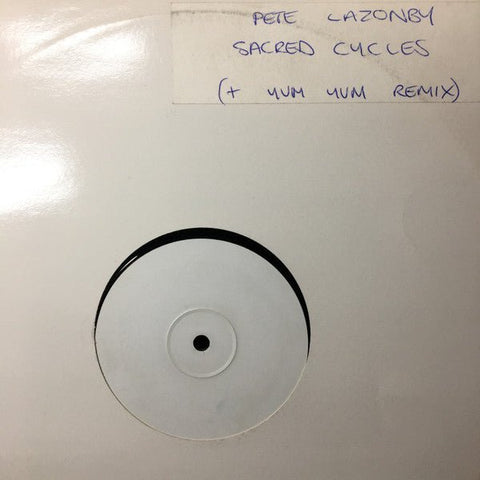 PETE LAZONBY
SACRED CYCLES
(+ YUM YUM REMIX)